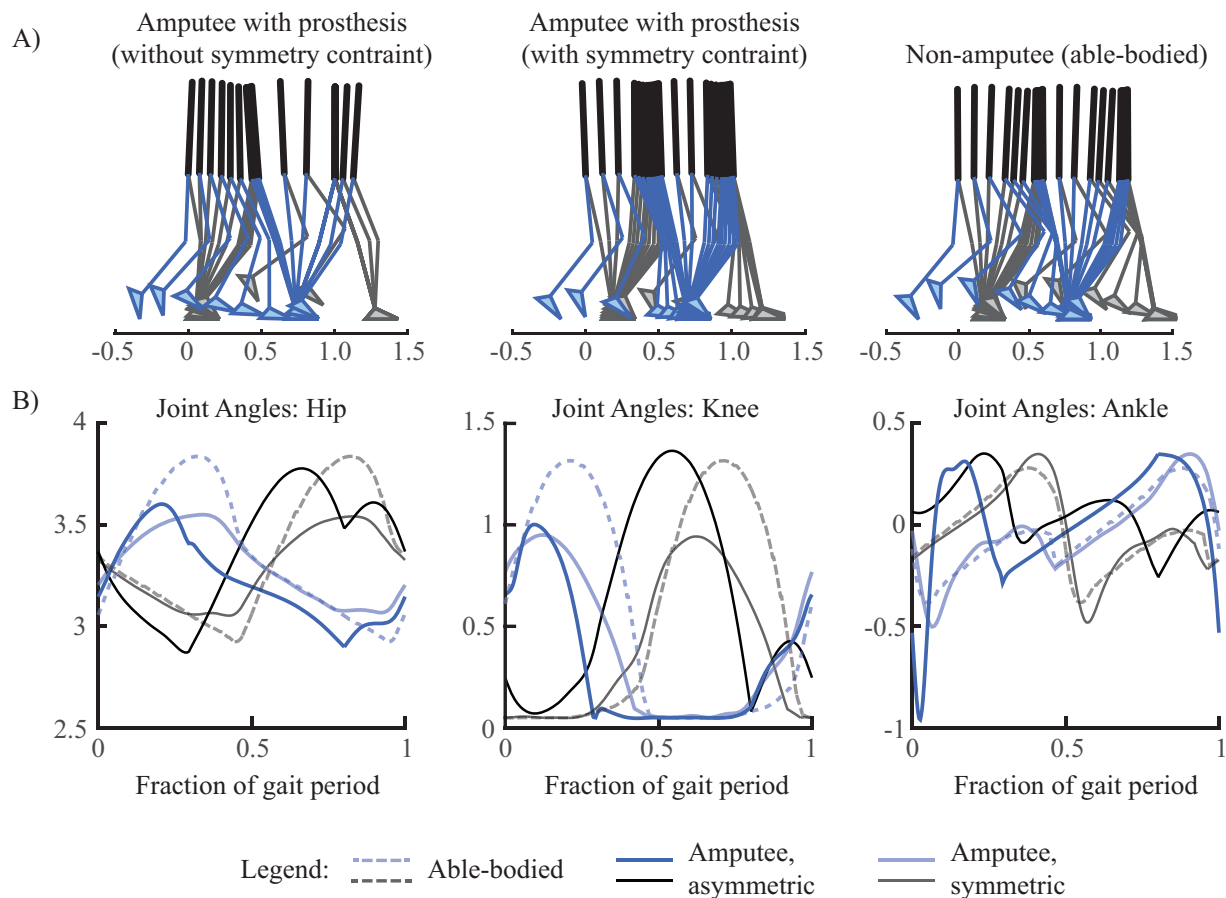 A)
Amputee with prosthesis
(without symmetry contraint)
Amputee with prosthesis
(with symmetry contraint)
Non-amputee (able-bodied)
-0.5 0 0.5 1.0 1.5
-0.5 0 0.5 1.0 1.5
-0.5 0 0.5 1.0 1.5
B)
Joint Angles: Hip
4
3.5
3
2.5
0 0.5 1
Fraction of gait period
Joint Angles: Knee
1.5
1
0.5
0
0 0.5 1
Fraction of gait period
Joint Angles: Ankle
0.5
0
-0.5
-1
0 0.5 1
Fraction of gait period
Legend:
Able-bodied
Amputee,
asymmetric
Amputee,
symmetric